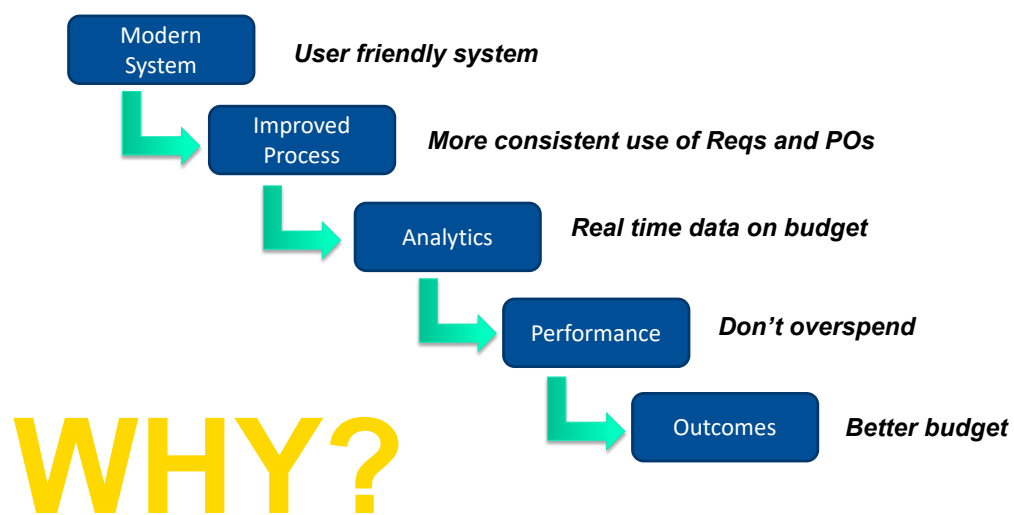 Modern
System
User friendly system
Improved
Process
More consistent use of Reqs and POs
Analytics
Real time data on budget
Performance
Don’t overspend
Outcomes
Better budget
WHY?